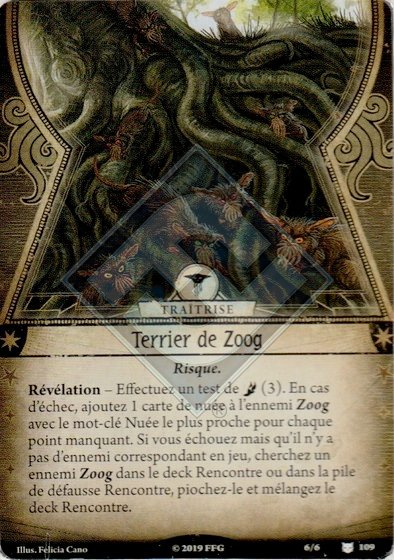 TRAÎTRISE
Terrier de Zoog
Risque.
Révélation – Effectuez un test de (3). En cas
d'échec, ajoutez 1 carte de nuée à l'ennemi Zoog
avec le mot-clé Nuée le plus proche pour chaque
point manquant. Si vous échouez mais qu'il n'y a
pas d'ennemi correspondant en jeu, cherchez un
ennemi Zoog dans le deck Rencontre ou dans la pile
de défausse Rencontre, piochez-le et mélangez le
deck Rencontre.
Illus. Felicia Cano © 2019 FFG 6/6 109